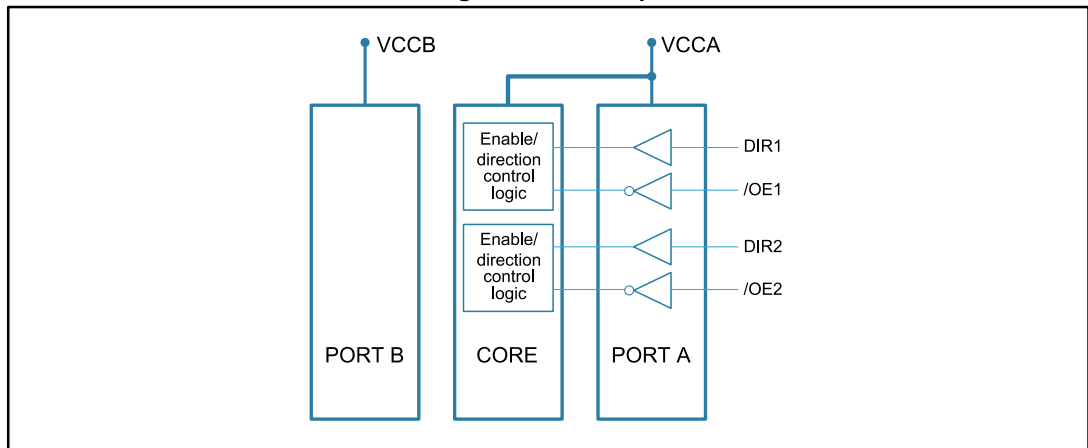 VCCB
VCCA
Enable/
direction
control
logic
DIR1
/OE1
Enable/
direction
control
logic
DIR2
/OE2
PORT B
CORE
PORT A